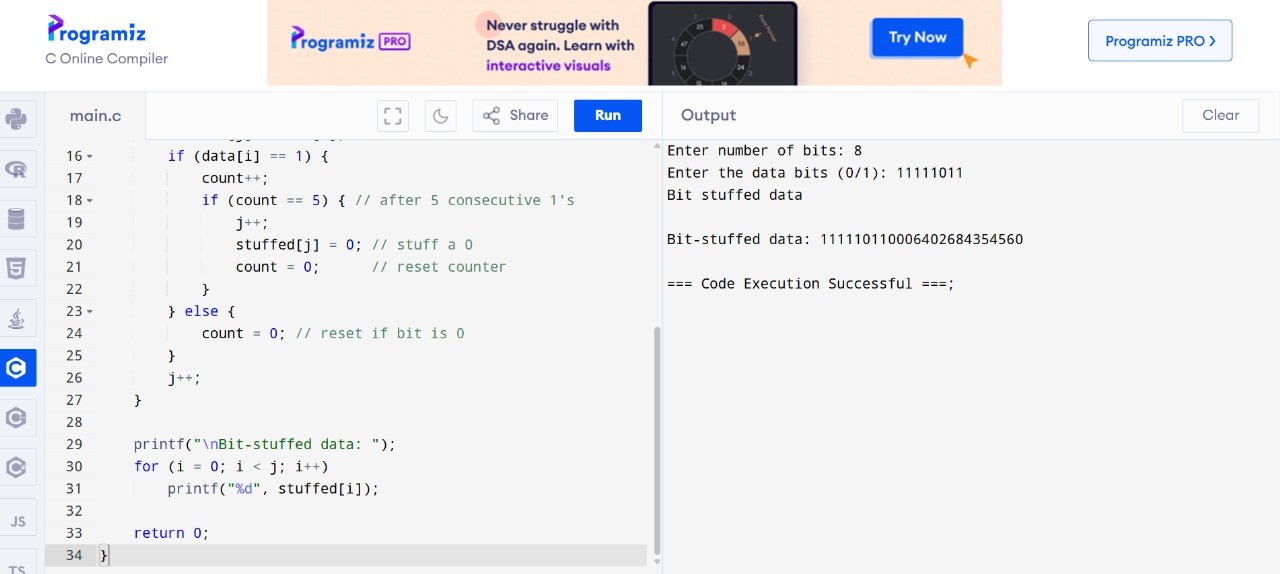 Programiz
C Online Compiler
Programiz PRO
Never struggle with
DSA again. Learn with
interactive visuals
Try Now
Programiz PRO >
main.c
Share
Run
Output
Clear
16 if (data[i] == 1) {
17 count++;
18 if (count == 5) { // after 5 consecutive 1's
19 j++;
20 stuffed[j] = 0; // stuff a 0
21 count = 0; // reset counter
22 }
23 } else {
24 count = 0; // reset if bit is 0
25 }
26 j++;
27 }
28
29 printf("\nBit-stuffed data: ");
30 for (i = 0; i < j; i++)
31 printf("%d", stuffed[i]);
32
33 return 0;
34 }
Enter number of bits: 8
Enter the data bits (0/1): 11111011
Bit stuffed data
Bit-stuffed data: 111110110006402684354560
=== Code Execution Successful ===;
JS
TS